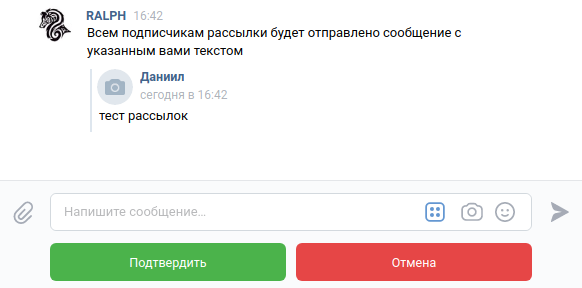 RALPH 16:42
Всем подписчикам рассылки будет отправлено сообщение с
указанным вами текстом
Даниил
сегодня в 16:42
тест рассылок
Напишите сообщение...
Подтвердить
Отмена